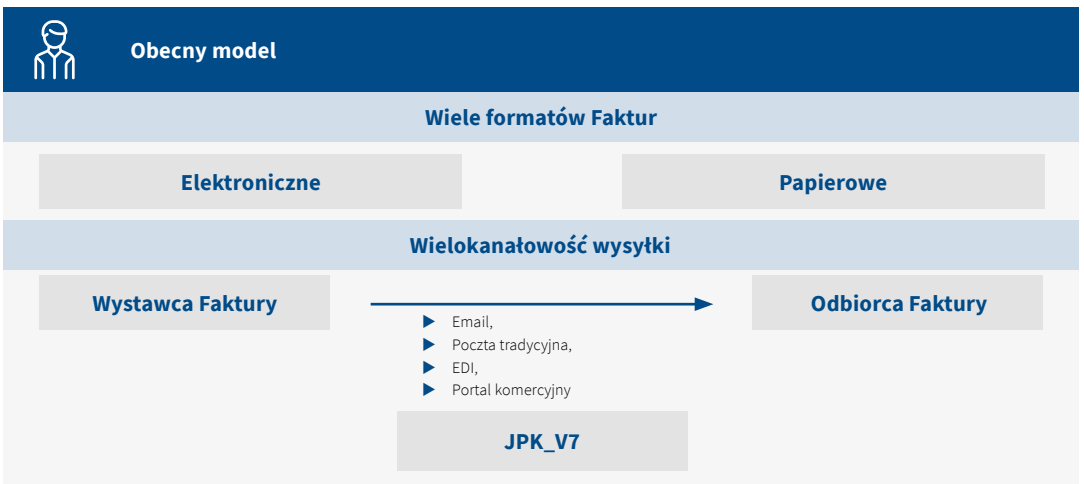 Obecny model
Wiele formatów Faktur
Elektroniczne
Papierowe
Wielokanałowość wysyłki
Wystawca Faktury
Odbiorca Faktury
Email,
Poczta tradycyjna,
EDI,
Portal komercyjny
JPK_V7